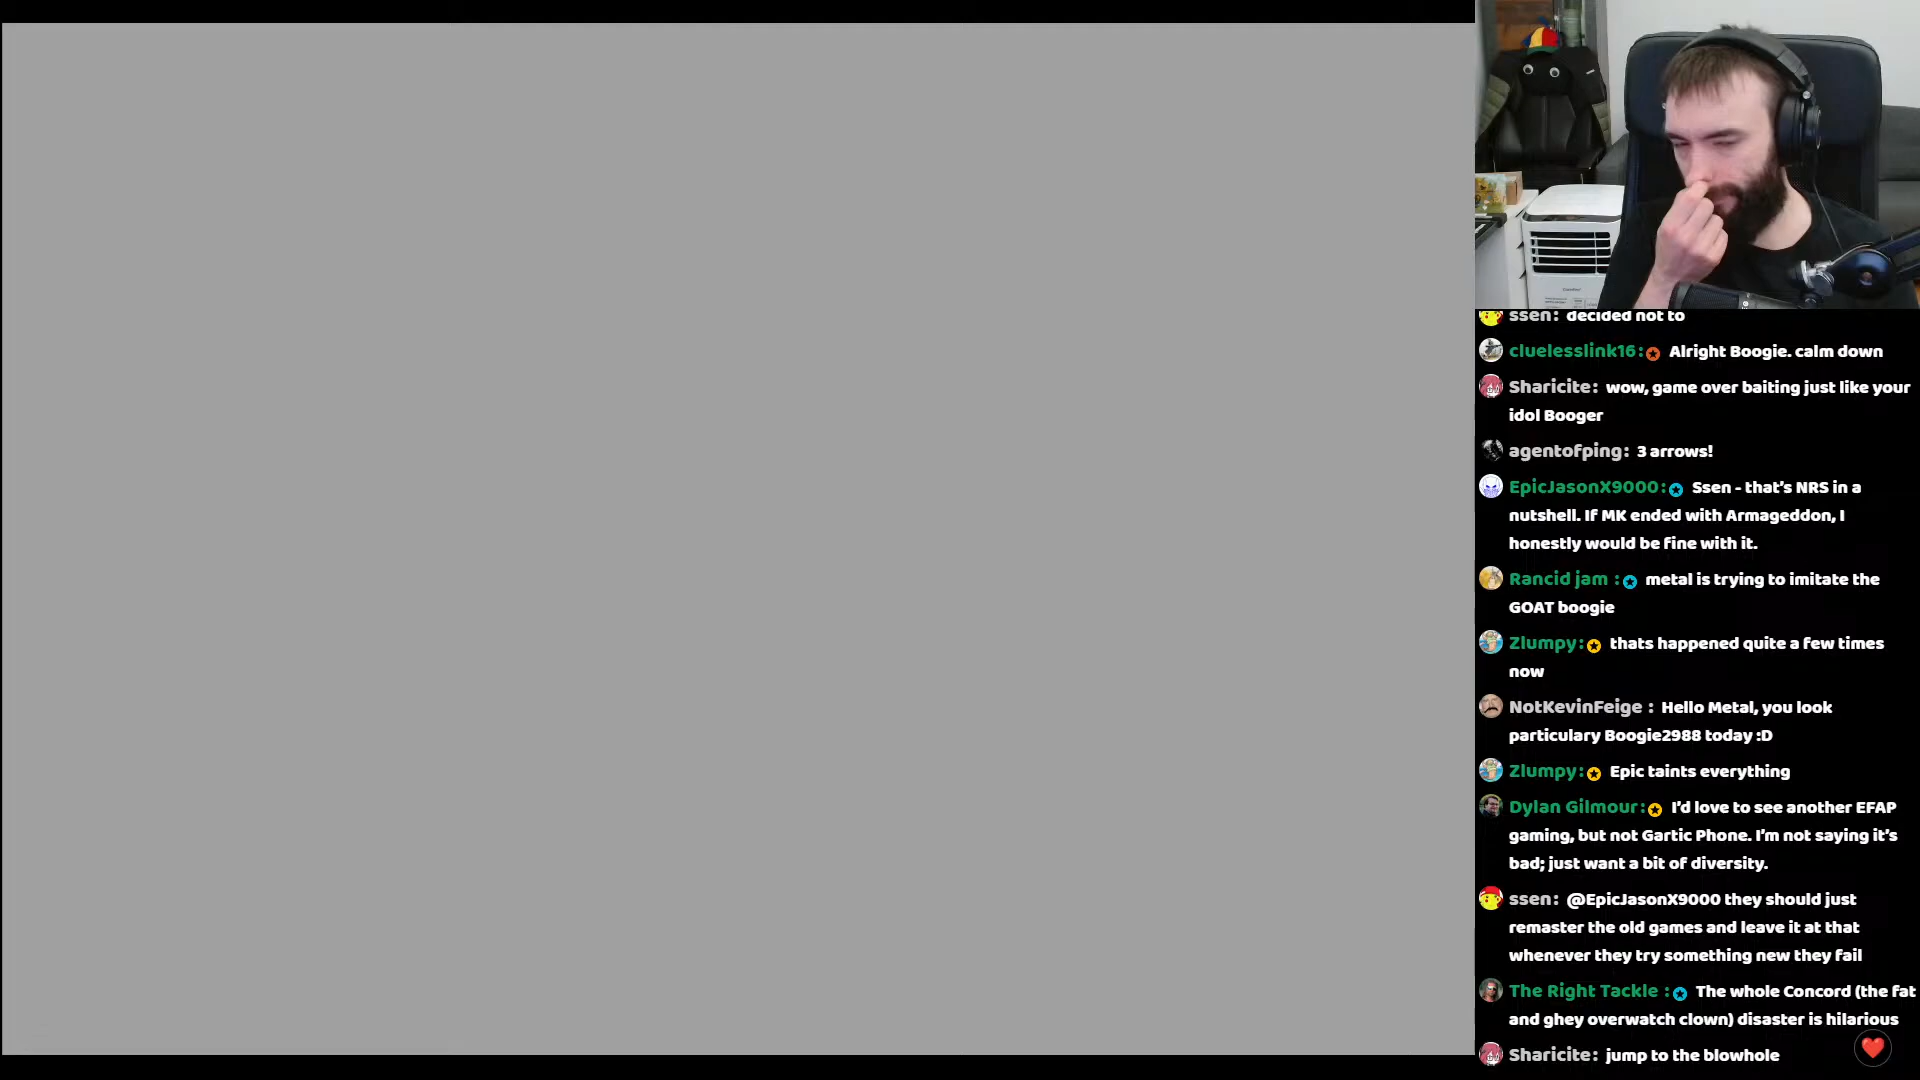 ssen: decided not to
cluelesslink16: Alright Boogie. calm down
Sharicite: wow, game over baiting just like your
idol Booger
agentofping: 3 arrows!
EpicJasonX9000: Ssen - that's NRS in a
nutshell. If MK ended with Armageddon, I
honestly would be fine with it.
Rancid jam : metal is trying to imitate the
GOAT boogie
Zlumpy: thats happened quite a few times
now
NotKevinFeige : Hello Metal, you look
particulary Boogie2988 today :D
Zlumpy: Epic taints everything
Dylan Gilmour: I'd love to see another EFAP
gaming, but not Gartic Phone. I'm not saying it's
bad; just want a bit of diversity.
ssen: @EpicJasonX9000 they should just
remaster the old games and leave it at that
whenever they try something new they fail
The Right Tackle : The whole Concord (the fat
and ghey overwatch clown) disaster is hilarious
Sharicite: jump to the blowhole